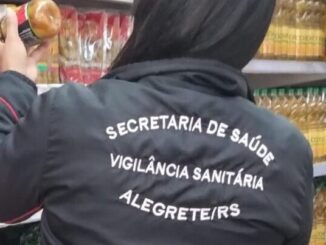 SECRETARIA DE SAÚDE
VIGILÂNCIA SANITÁRIA
ALEGRETE/RS